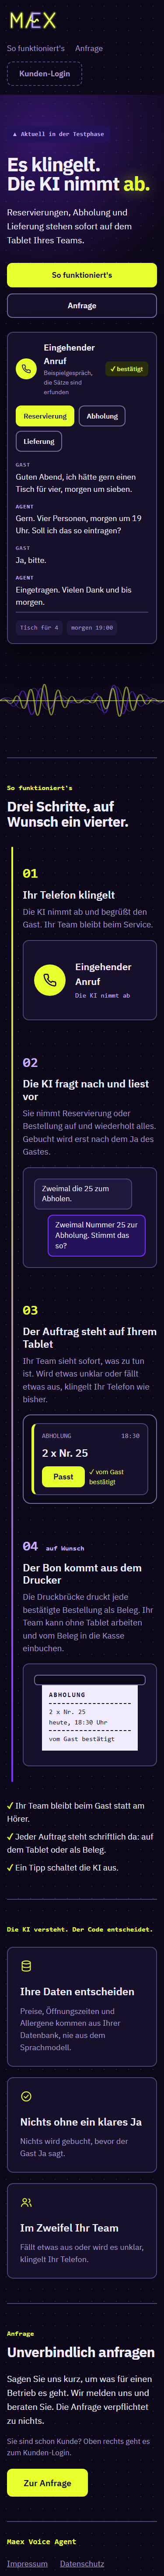 MÆX
So funktioniert's Anfrage
Kunden-Login
▲ Aktuell in der Testphase
Es klingelt.
Die KI nimmt ab.
Reservierungen, Abholung und
Lieferung stehen sofort auf dem
Tablet Ihres Teams.
So funktioniert's
Anfrage
Eingehender
Anruf
Beispielgespräch,
die Sätze sind
erfunden
✓ bestätigt
Reservierung Abholung
Lieferung
GAST
Guten Abend, ich hätte gern einen
Tisch für vier, morgen um sieben.
AGENT
Gern. Vier Personen, morgen um 19
Uhr. Soll ich das so eintragen?
GAST
Ja, bitte.
AGENT
Eingetragen. Vielen Dank und bis
morgen.
Tisch für 4 morgen 19:00
So funktioniert's
Drei Schritte, auf
Wunsch ein vierter.
01
Ihr Telefon klingelt
Die KI nimmt ab und begrüßt den
Gast. Ihr Team bleibt beim Service.
Eingehender
Anruf
Die KI nimmt ab
02
Die KI fragt nach und liest
vor
Sie nimmt Reservierung oder
Bestellung auf und wiederholt alles.
Gebucht wird erst nach dem Ja des
Gastes.
Zweimal die 25 zum
Abholen.
Zweimal Nummer 25 zur
Abholung. Stimmt das
so?
03
Der Auftrag steht auf Ihrem
Tablet
Ihr Team sieht sofort, was zu tun
ist. Wird etwas unklar oder fällt
etwas aus, klingelt Ihr Telefon wie
bisher.
ABHOLUNG 18:30
2 x Nr. 25
Passt
✓ vom Gast
bestätigt
04 auf Wunsch
Der Bon kommt aus dem
Drucker
Die Druckbrücke druckt jede
bestätigte Bestellung als Beleg. Ihr
Team kann ohne Tablet arbeiten
und vom Beleg in die Kasse
einbuchen.
ABHOLUNG
2 x Nr. 25
heute, 18:30 Uhr
vom Gast bestätigt
✓ Ihr Team bleibt beim Gast statt am
Hörer.
✓ Jeder Auftrag steht schriftlich da: auf
dem Tablet oder als Beleg.
✓ Ein Tipp schaltet die KI aus.
Die KI versteht. Der Code entscheidet.
Ihre Daten entscheiden
Preise, Öffnungszeiten und
Allergene kommen aus Ihrer
Datenbank, nie aus dem
Sprachmodell.
Nichts ohne ein klares Ja
Nichts wird gebucht, bevor der
Gast Ja sagt.
Im Zweifel Ihr Team
Fällt etwas aus oder wird es unklar,
klingelt Ihr Telefon.
Anfrage
Unverbindlich anfragen
Sagen Sie uns kurz, um was für einen
Betrieb es geht. Wir melden uns und
beraten Sie. Die Anfrage verpflichtet
zu nichts.
Sie sind schon Kunde? Oben rechts geht es
zum Kunden-Login.
Zur Anfrage
Maex Voice Agent
Impressum Datenschutz